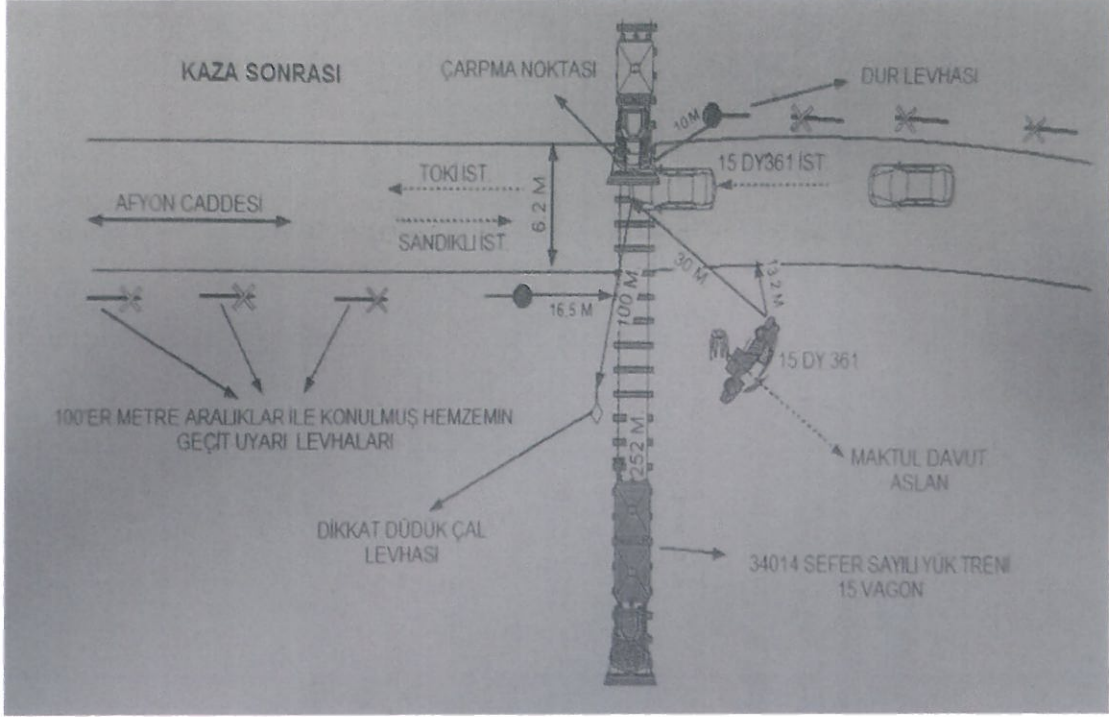 KAZA SONRASI
ÇARPMA NOKTASI
DUR LEVHASI
10 M
TOKİ İST.
15 DY361 İST.
AFYON CADDESİ
6.2 M
SANDIKLI İST.
30 M
13.2 M
100 M
16.5 M
15 DY 361
100'ER METRE ARALIKLAR İLE KONULMUŞ HEMZEMİN
GEÇİT UYARI LEVHALARI
252 M
MAKTUL DAVUT
ASLAN
DİKKAT DÜDÜK ÇAL
LEVHASI
34014 SEFER SAYILI YÜK TRENİ
15 VAGON